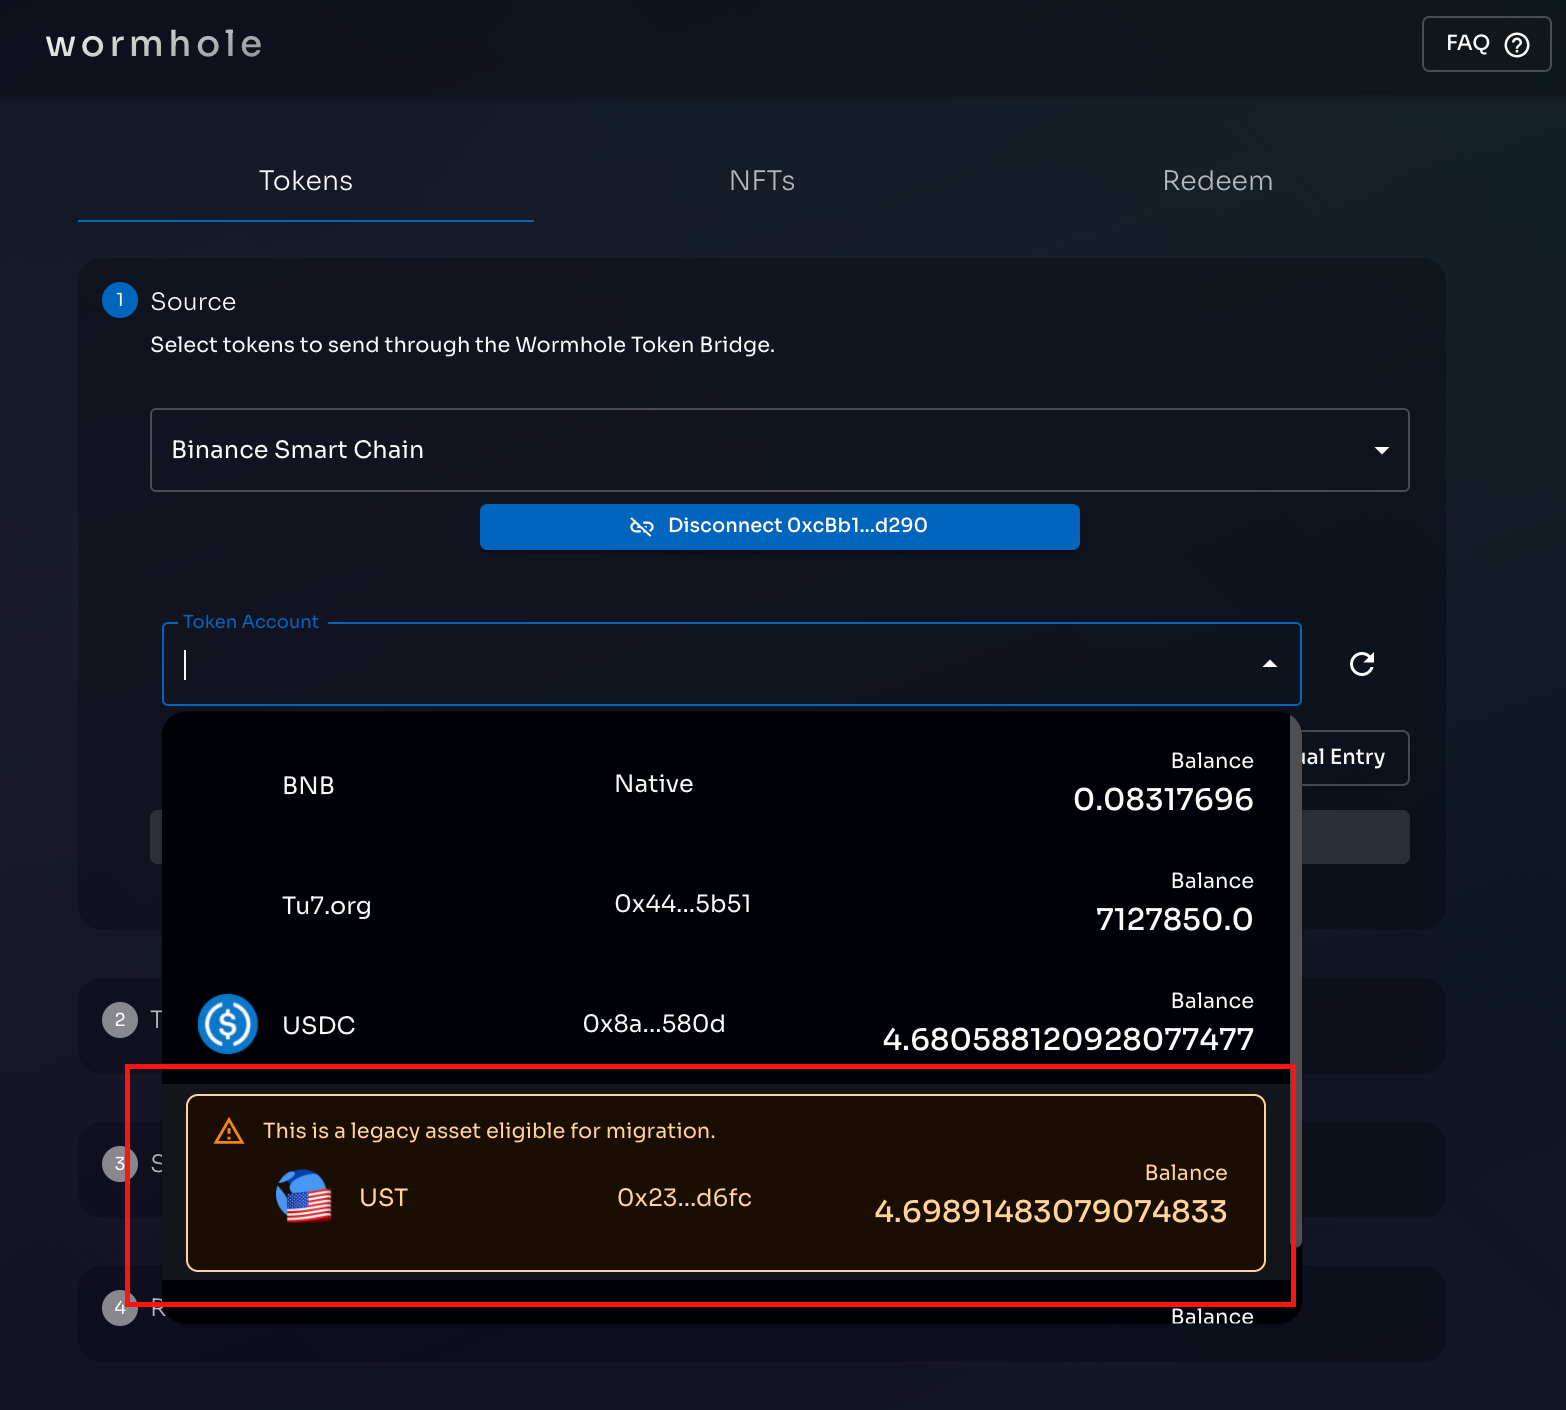 wormhole
FAQ
Tokens
NFTs
Redeem
1
Source
Select tokens to send through the Wormhole Token Bridge.
Binance Smart Chain
Disconnect 0xcBb1...d290
Token Account
BNB
Native
Balance
0.08317696
ual Entry
Tu7.org
0x44...5b51
Balance
7127850.0
USDC
0x8a...580d
Balance
4.680588120928077477
2
T
This is a legacy asset eligible for migration.
3
S
UST
0x23...d6fc
Balance
4.69891483079074833
4
R
Balance